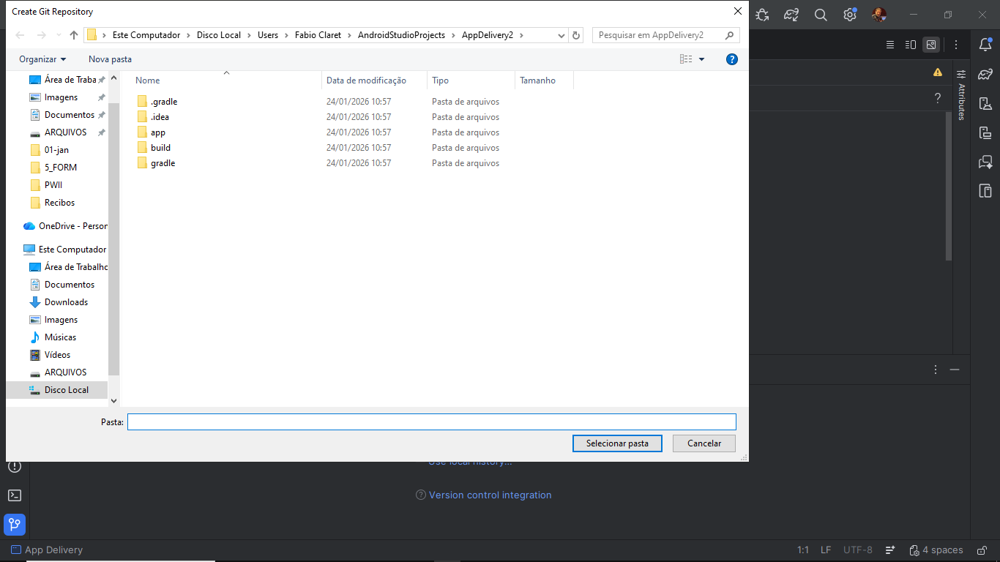 Create Git Repository
Este Computador > Disco Local > Users > Fabio Claret > AndroidStudioProjects > AppDelivery2 >
Pesquisar em AppDelivery2
Organizar
Nova pasta
Área de Traba
Imagens
Documentos
ARQUIVOS
01-jan
5_FORM
PWII
Recibos
OneDrive - Person
Este Computador
Área de Trabalho
Documentos
Downloads
Imagens
Músicas
Vídeos
ARQUIVOS
Disco Local
Nome Data de modificação Tipo Tamanho
.gradle 24/01/2026 10:57 Pasta de arquivos
.idea 24/01/2026 10:57 Pasta de arquivos
app 24/01/2026 10:57 Pasta de arquivos
build 24/01/2026 10:57 Pasta de arquivos
gradle 24/01/2026 10:57 Pasta de arquivos
Pasta:
Selecionar pasta
Cancelar
Attributes
Use local history...
Version control integration
App Delivery
1:1 LF UTF-8 4 spaces